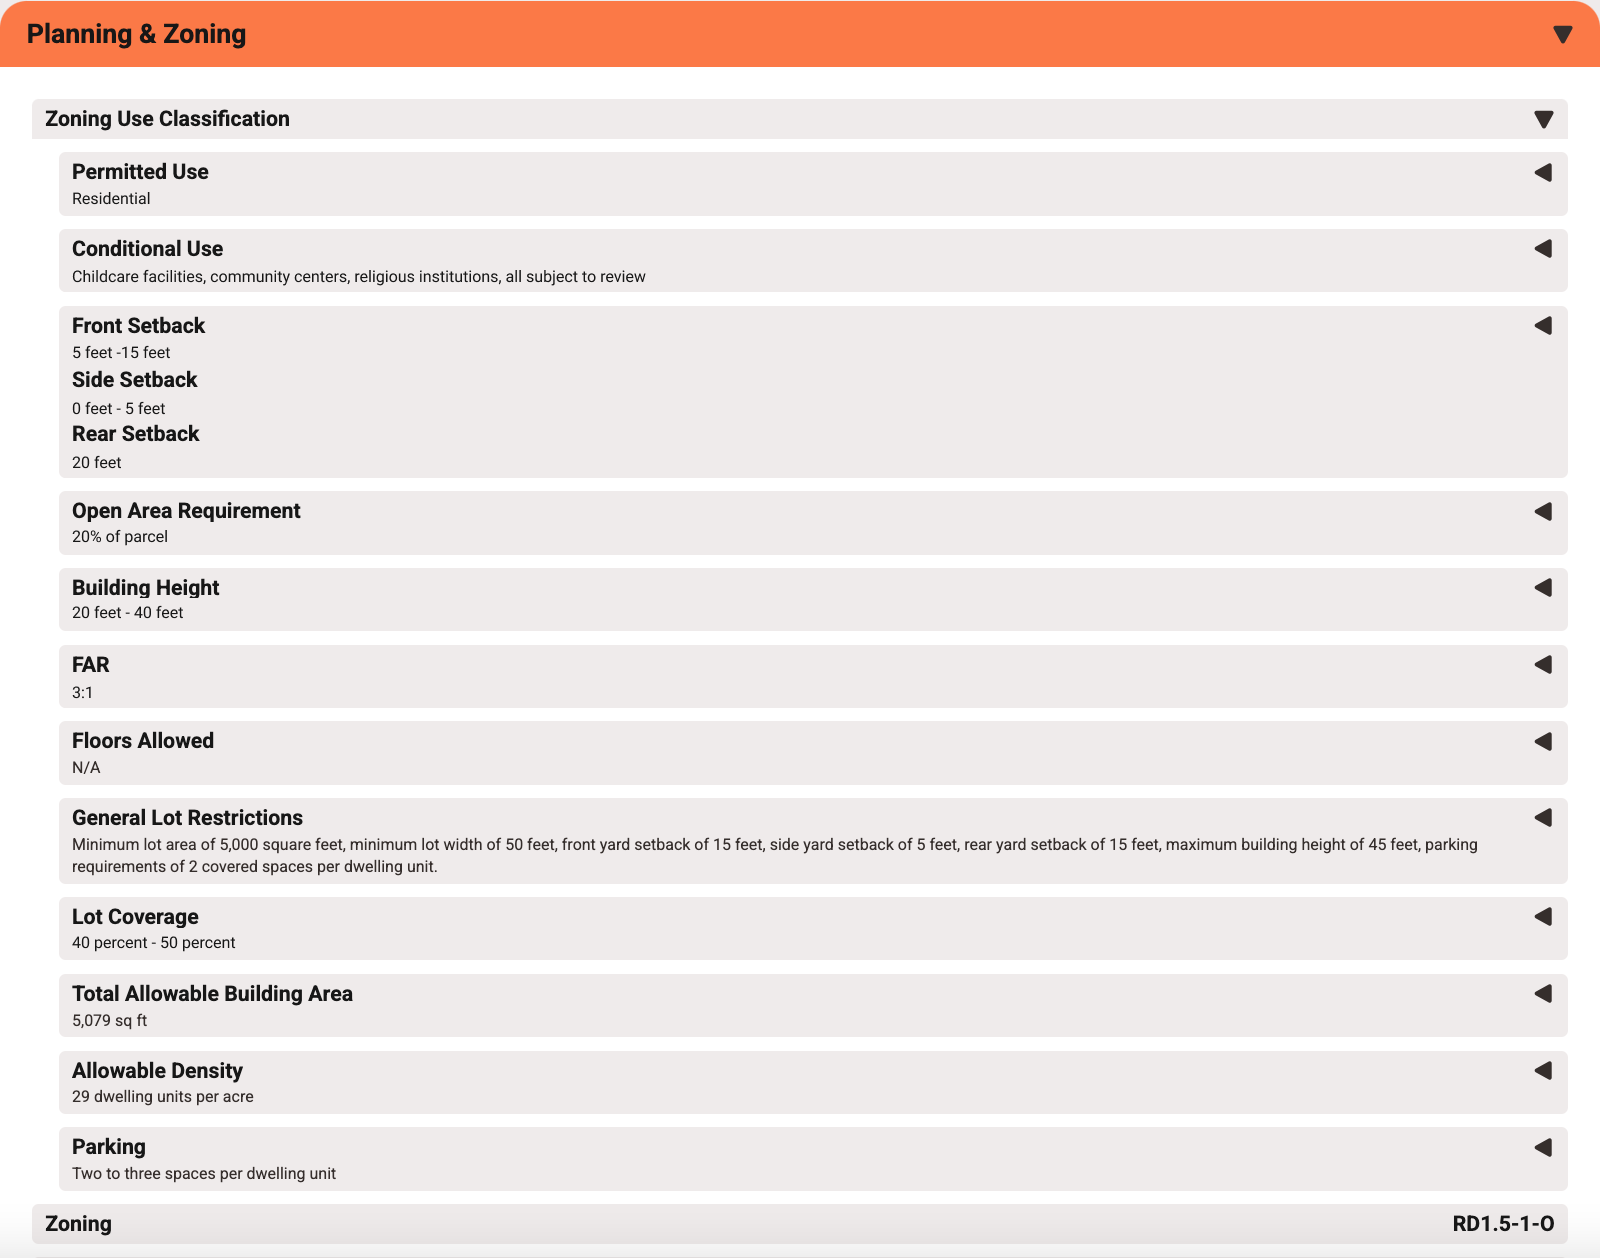 Planning & Zoning
Zoning Use Classification
Permitted Use
Residential
Conditional Use
Childcare facilities, community centers, religious institutions, all subject to review
Front Setback
5 feet -15 feet
Side Setback
0 feet - 5 feet
Rear Setback
20 feet
Open Area Requirement
20% of parcel
Building Height
20 feet - 40 feet
FAR
3:1
Floors Allowed
N/A
General Lot Restrictions
Minimum lot area of 5,000 square feet, minimum lot width of 50 feet, front yard setback of 15 feet, side yard setback of 5 feet, rear yard setback of 15 feet, maximum building height of 45 feet, parking
requirements of 2 covered spaces per dwelling unit.
Lot Coverage
40 percent - 50 percent
Total Allowable Building Area
5,079 sq ft
Allowable Density
29 dwelling units per acre
Parking
Two to three spaces per dwelling unit
Zoning RD1.5-1-O